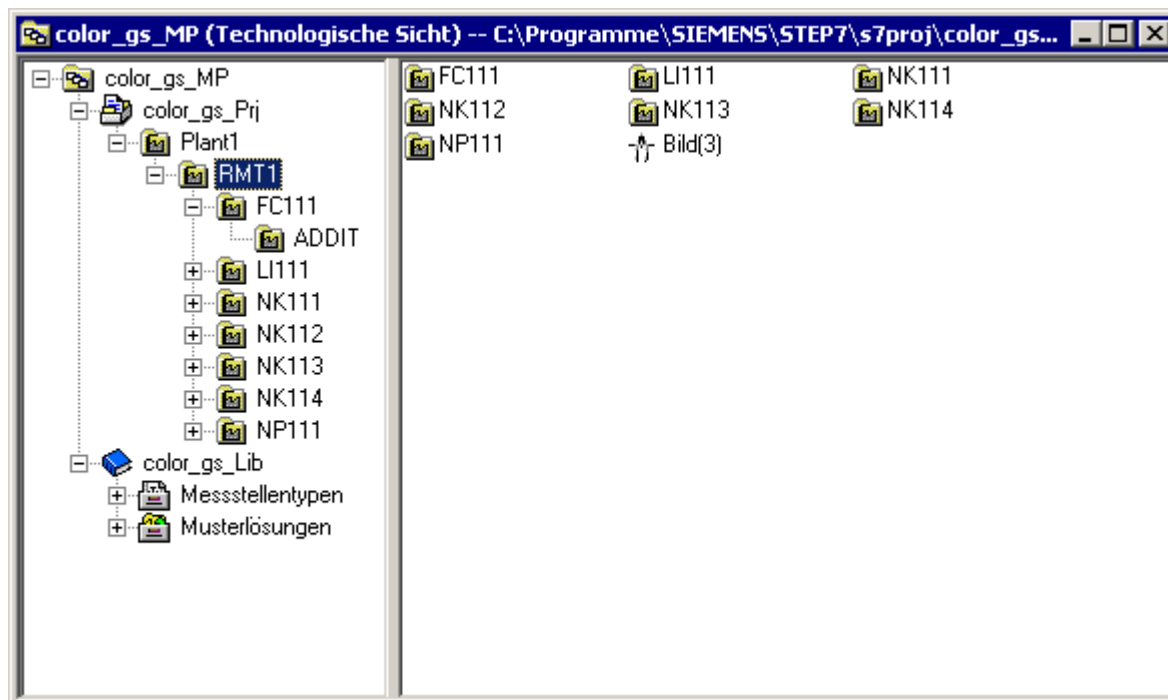 color_gs_MP (Technologische Sicht) -- C:\Programme\SIEMENS\STEP7\s7proj\color_gs...
color_gs_MP
color_gs_Prj
Plant1
RMT1
FC111
ADDIT
LI111
NK111
NK112
NK113
NK114
NP111
color_gs_Lib
Messstellentypen
Musterlösungen
FC111 LI111 NK111
NK112 NK113 NK114
NP111 Bild(3)